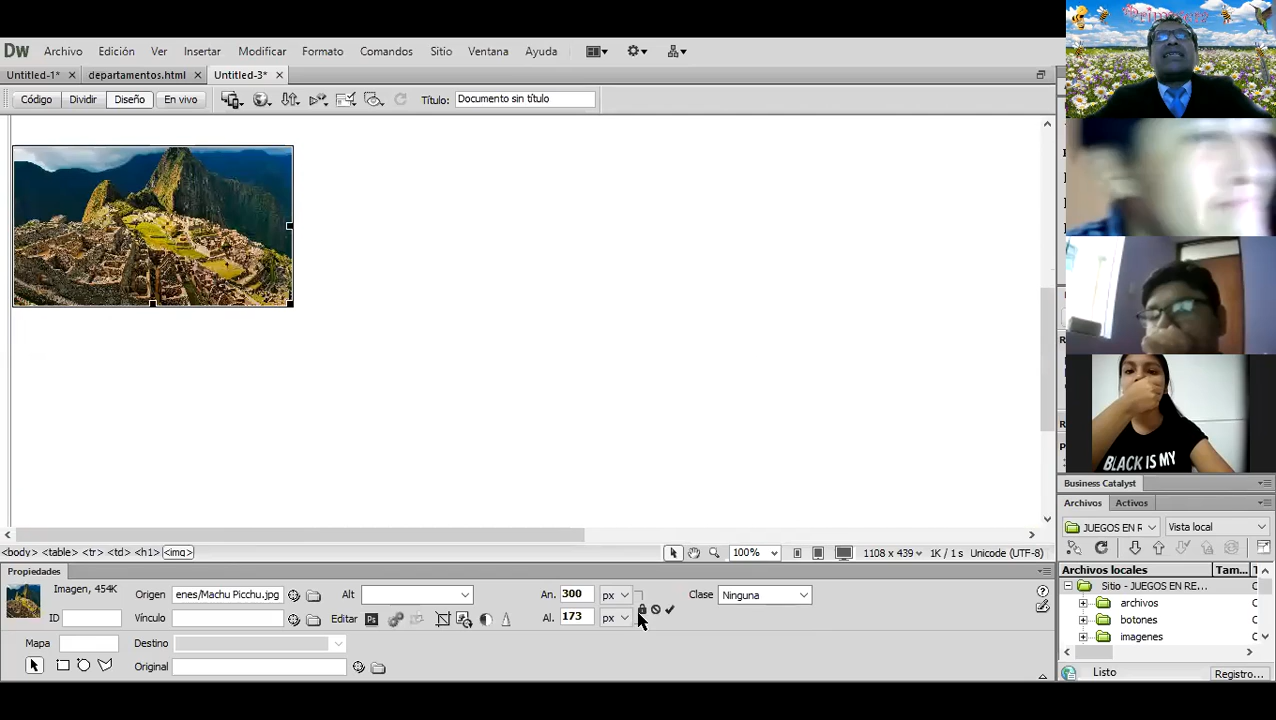 Primavera
Dw Archivo Edición Ver Insertar Modificar Formato Comandos Sitio Ventana Ayuda
Untitled-1* departamentos.html Untitled-3*
Código Dividir Diseño En vivo Título: Documento sin título
BLACK IS MY
Business Catalyst
Archivos Activos
JUEGOS EN R Vista local
<body> <table> <tr> <td> <h1> <img> 100% 1108 x 439 1K / 1 s Unicode (UTF-8)
Archivos locales Tam...
Sitio - JUEGOS EN RE...
archivos
botones
imagenes
Listo Registro...
Propiedades
Imagen, 454K Origen enes/Machu Picchu.jpg Alt An. 300 px Clase Ninguna
ID Vínculo Editar Ps Al. 173 px
Mapa Destino
Original